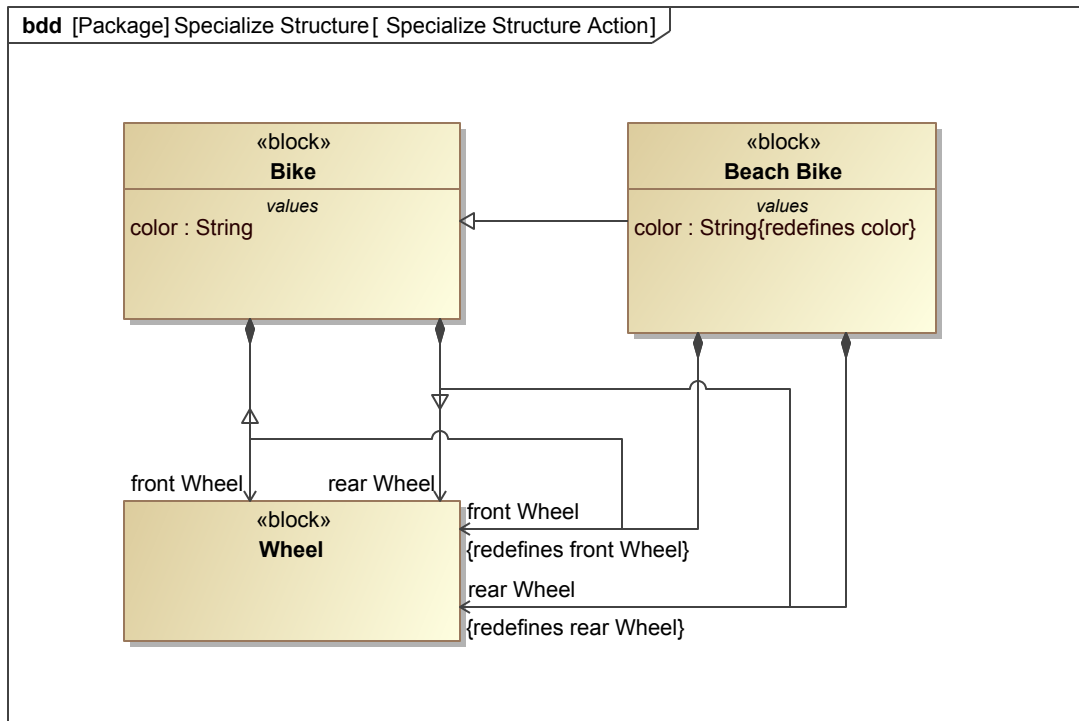 bdd [Package] Specialize Structure [ Specialize Structure Action]
«block»
Bike
values
color : String
«block»
Beach Bike
values
color : String{redefines color}
front Wheel
rear Wheel
«block»
Wheel
front Wheel
{redefines front Wheel}
rear Wheel
{redefines rear Wheel}